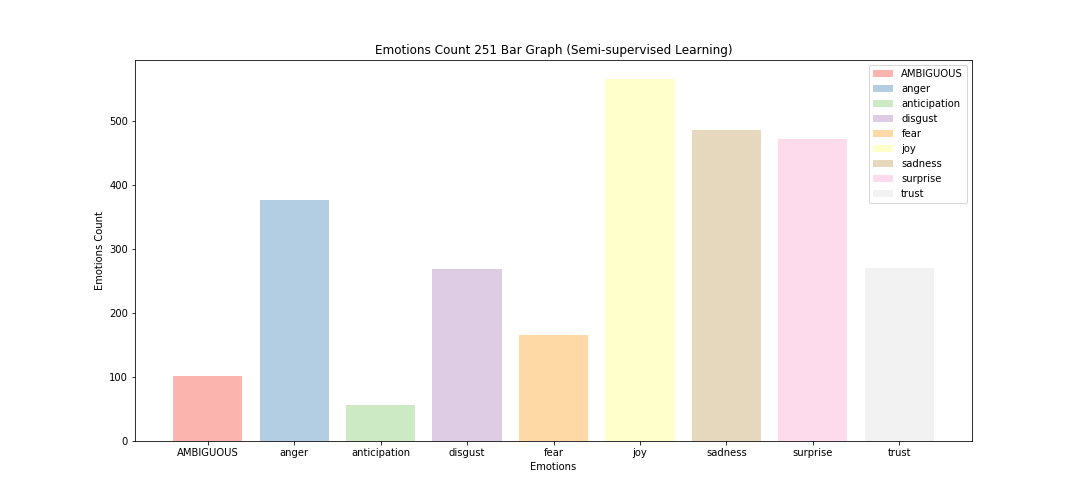 Emotions Count 251 Bar Graph (Semi-supervised Learning)
AMBIGUOUS
anger
anticipation
disgust
fear
joy
sadness
surprise
trust
Emotions Count
500
400
300
200
100
0
AMBIGUOUS anger anticipation disgust fear joy sadness surprise trust
Emotions